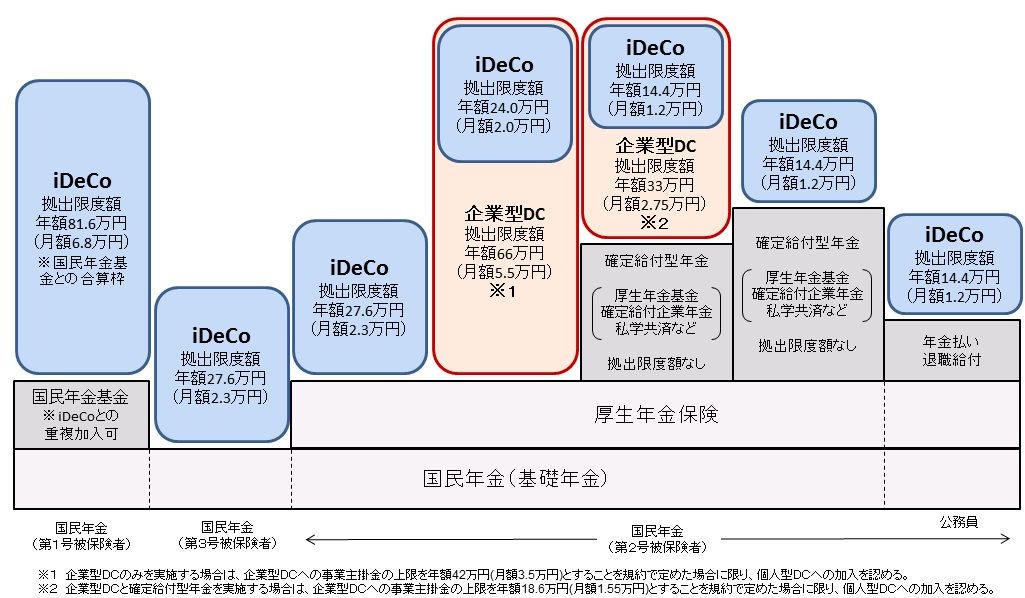 iDeCo
拠出限度額
年額81.6万円
(月額6.8万円)
※国民年金基
金との合算枠
国民年金基金
※iDeCoとの
重複加入可
iDeCo
拠出限度額
年額27.6万円
(月額2.3万円)
iDeCo
拠出限度額
年額27.6万円
(月額2.3万円)
iDeCo
拠出限度額
年額24.0万円
(月額2.0万円)
企業型DC
拠出限度額
年額66万円
(月額5.5万円)
※1
iDeCo
拠出限度額
年額14.4万円
(月額1.2万円)
企業型DC
拠出限度額
年額33万円
(月額2.75万円)
※2
確定給付型年金
厚生年金基金
確定給付企業年金
私学共済など
拠出限度額なし
iDeCo
拠出限度額
年額14.4万円
(月額1.2万円)
確定給付型年金
厚生年金基金
確定給付企業年金
私学共済など
拠出限度額なし
iDeCo
拠出限度額
年額14.4万円
(月額1.2万円)
年金払い
退職給付
厚生年金保険
国民年金(基礎年金)
国民年金
(第1号被保険者)
国民年金
(第3号被保険者)
国民年金
(第2号被保険者)
公務員
※1 企業型DCのみを実施する場合は、企業型DCへの事業主掛金の上限を年額42万円(月額3.5万円)とすることを規約で定めた場合に限り、個人型DCへの加入を認める。
※2 企業型DCと確定給付型年金を実施する場合は、企業型DCへの事業主掛金の上限を年額18.6万円(月額1.55万円)とすることを規約で定めた場合に限り、個人型DCへの加入を認める。